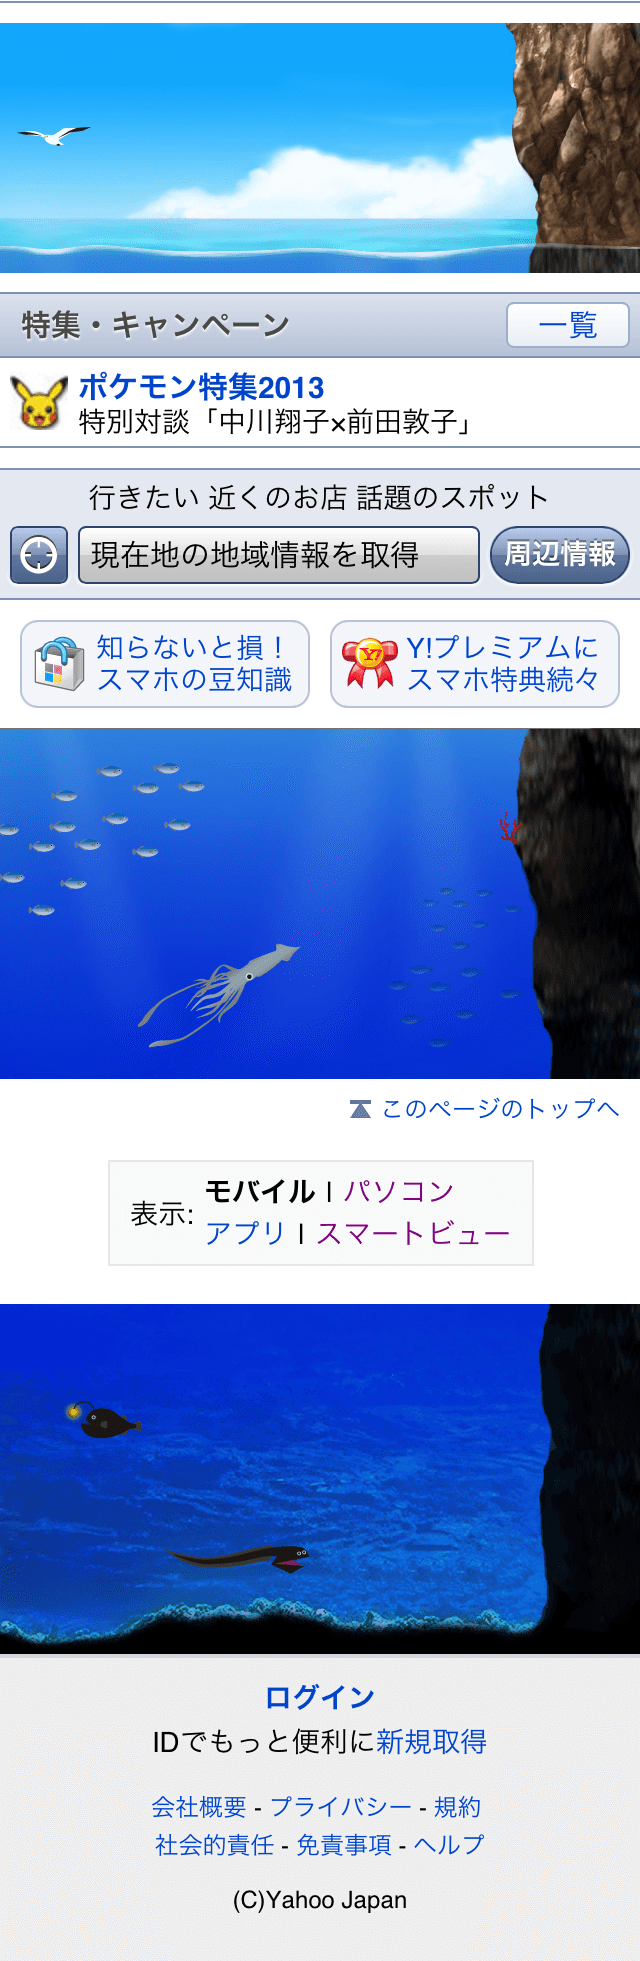 特集・キャンペーン
一覧
ポケモン特集2013
特別対談「中川翔子×前田敦子」
行きたい 近くのお店 話題のスポット
現在地の地域情報を取得
周辺情報
知らないと損！
スマホの豆知識
Y!
Y!プレミアムに
スマホ特典続々
このページのトップへ
表示:
モバイル | パソコン
アプリ | スマートビュー
ログイン
IDでもっと便利に新規取得
会社概要 - プライバシー - 規約
社会的責任 - 免責事項 - ヘルプ
(C)Yahoo Japan